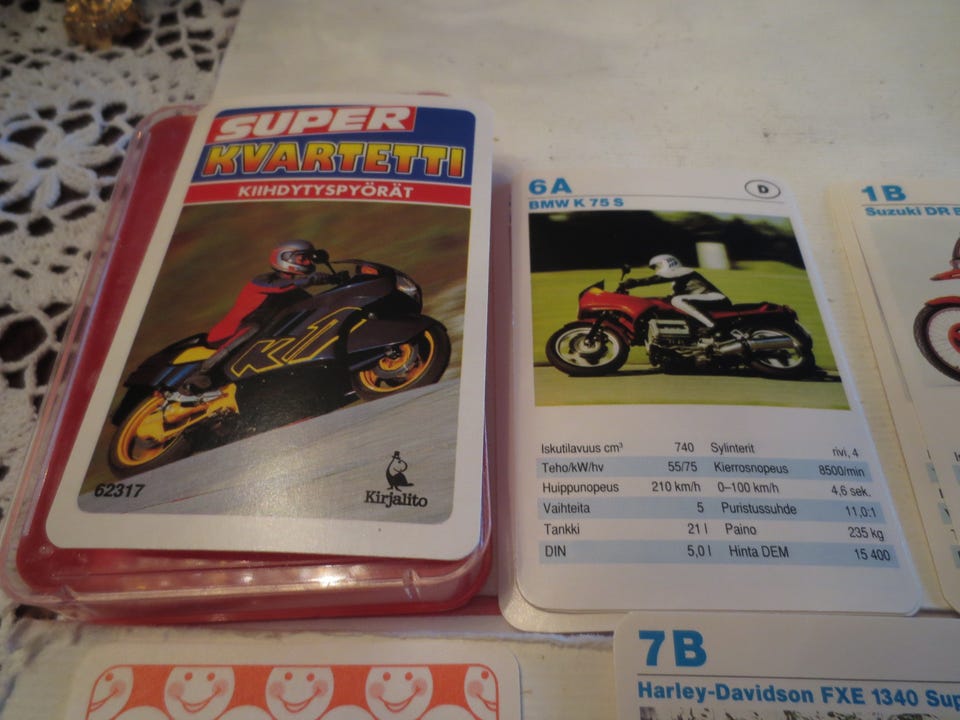 SUPER
KVARTETTI
KIIHDYTYSPYÖRÄT
K1
62317
Kirjalito
6A
D
BMW K 75 S
Iskutilavuus cm³ 740 Sylinterit rivi, 4
Teho/kW/hv 55/75 Kierrosnopeus 8500/min
Huippunopeus 210 km/h 0–100 km/h 4,6 sek.
Vaihteita 5 Puristussuhde 11,0:1
Tankki 21 l Paino 235 kg
DIN 5,0 l Hinta DEM 15 400
1B
Suzuki DR
7B
Harley-Davidson FXE 1340 Sup